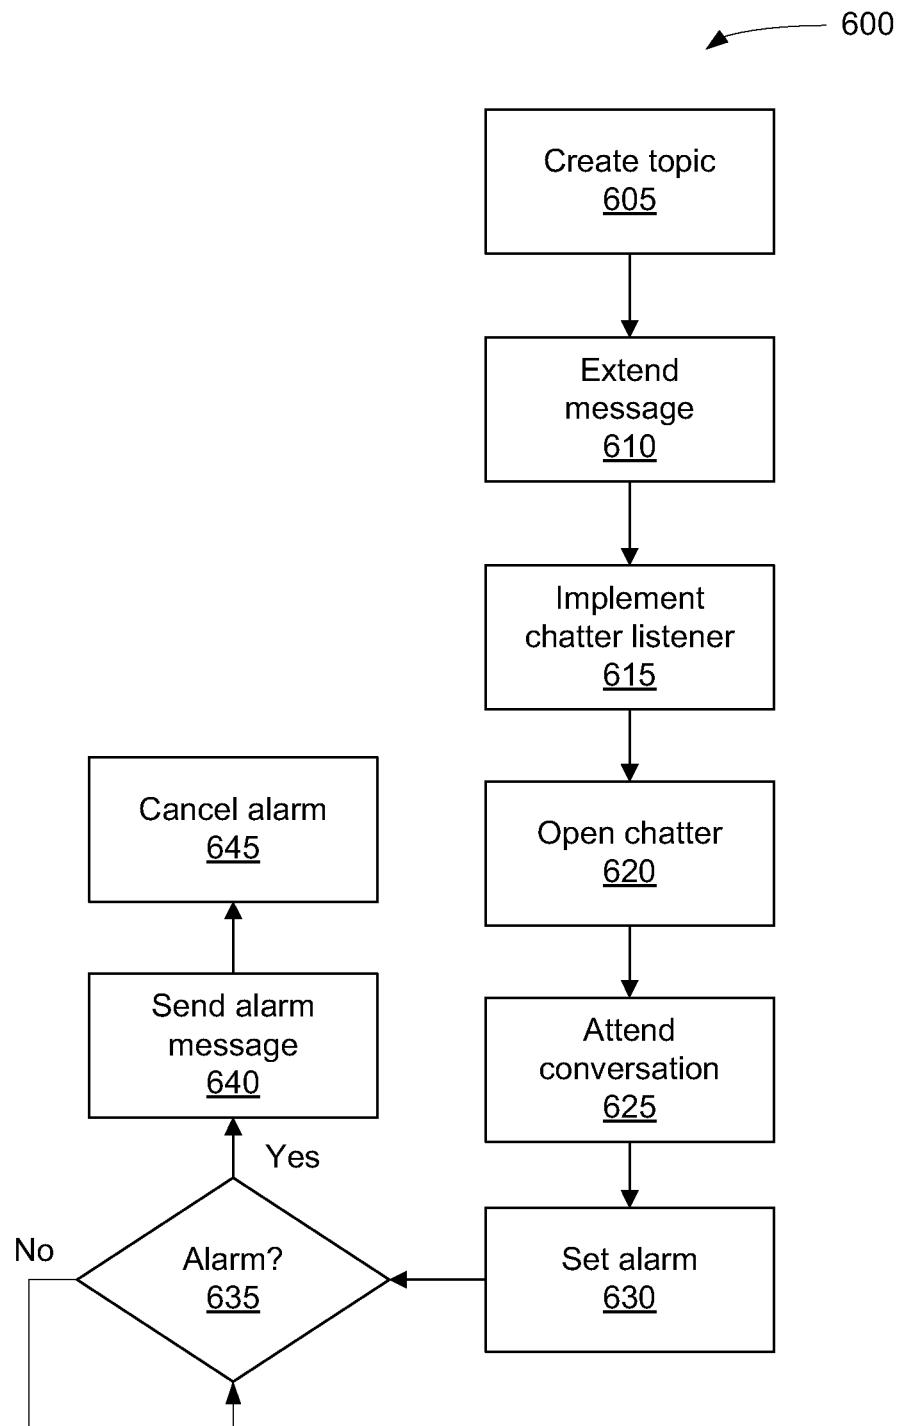 600
Create topic
605
Extend
message
610
Implement
chatter listener
615
Open chatter
620
Attend
conversation
625
Set alarm
630
Alarm?
635
No
Yes
Send alarm
message
640
Cancel alarm
645